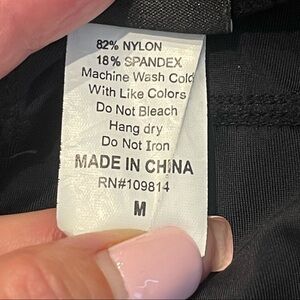 82% NYLON
18% SPANDEX
Machine Wash Cold
With Like Colors
Do Not Bleach
Hang dry
Do Not Iron
MADE IN CHINA
RN#109814
M